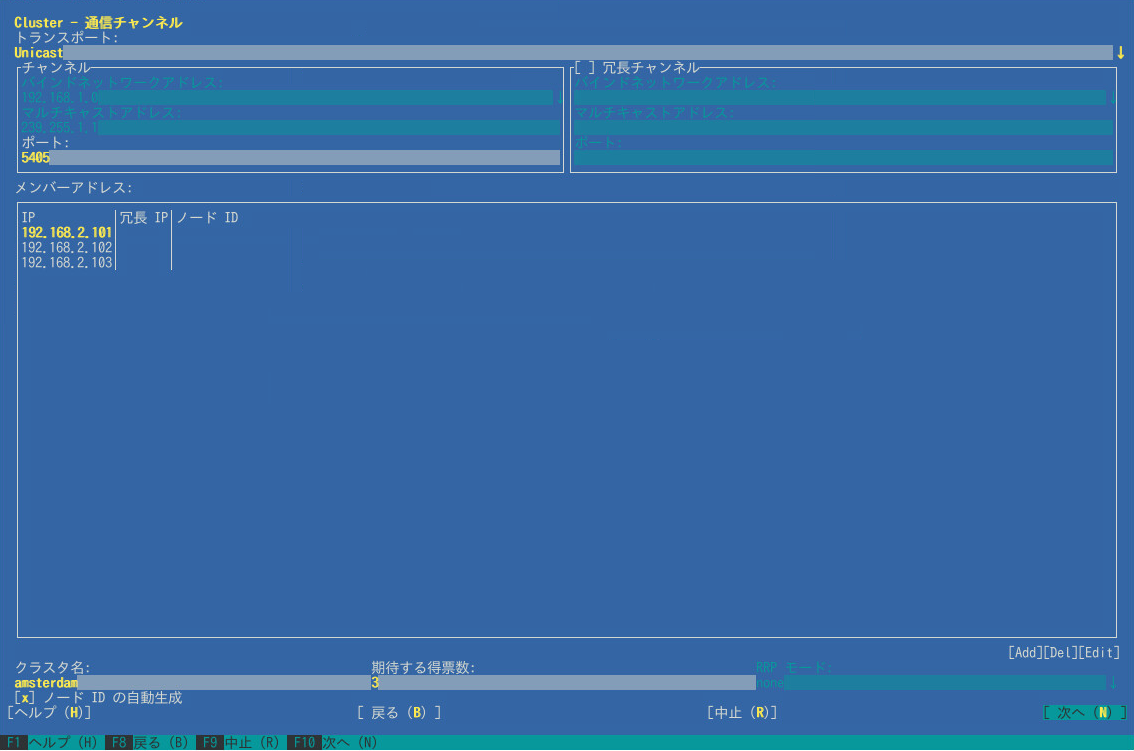 Cluster - 通信チャンネル
トランスポート:
Unicast ↓
チャンネル
バインドネットワークアドレス:
192.168.1.0 ↓
マルチキャストアドレス:
239.255.1.1
ポート:
5405
[ ] 冗長チャンネル
バインドネットワークアドレス:
↓
マルチキャストアドレス:
ポート:
メンバーアドレス:
IP 冗長 IP ノード ID
192.168.2.101
192.168.2.102
192.168.2.103
[Add][Del][Edit]
クラスタ名: 期待する得票数: RRP モード:
amsterdam 3 none ↓
[x] ノード ID の自動生成
[ヘルプ (H)] [ 戻る (B) ] [中止 (R)] [ 次へ (N) ]
F1 ヘルプ (H) F8 戻る (B) F9 中止 (R) F10 次へ (N)